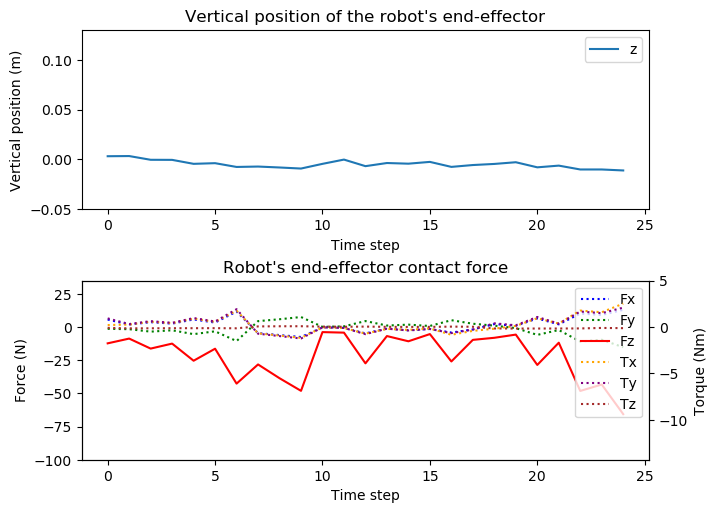 Vertical position of the robot's end-effector
Vertical position (m)
0.10
0.05
0.00
−0.05
z
0
5
10
15
20
25
Time step
Robot's end-effector contact force
Force (N)
25
0
−25
−50
−75
−100
Fx
Fy
Fz
Tx
Ty
Tz
5
0
−5
−10
Torque (Nm)
0
5
10
15
20
25
Time step